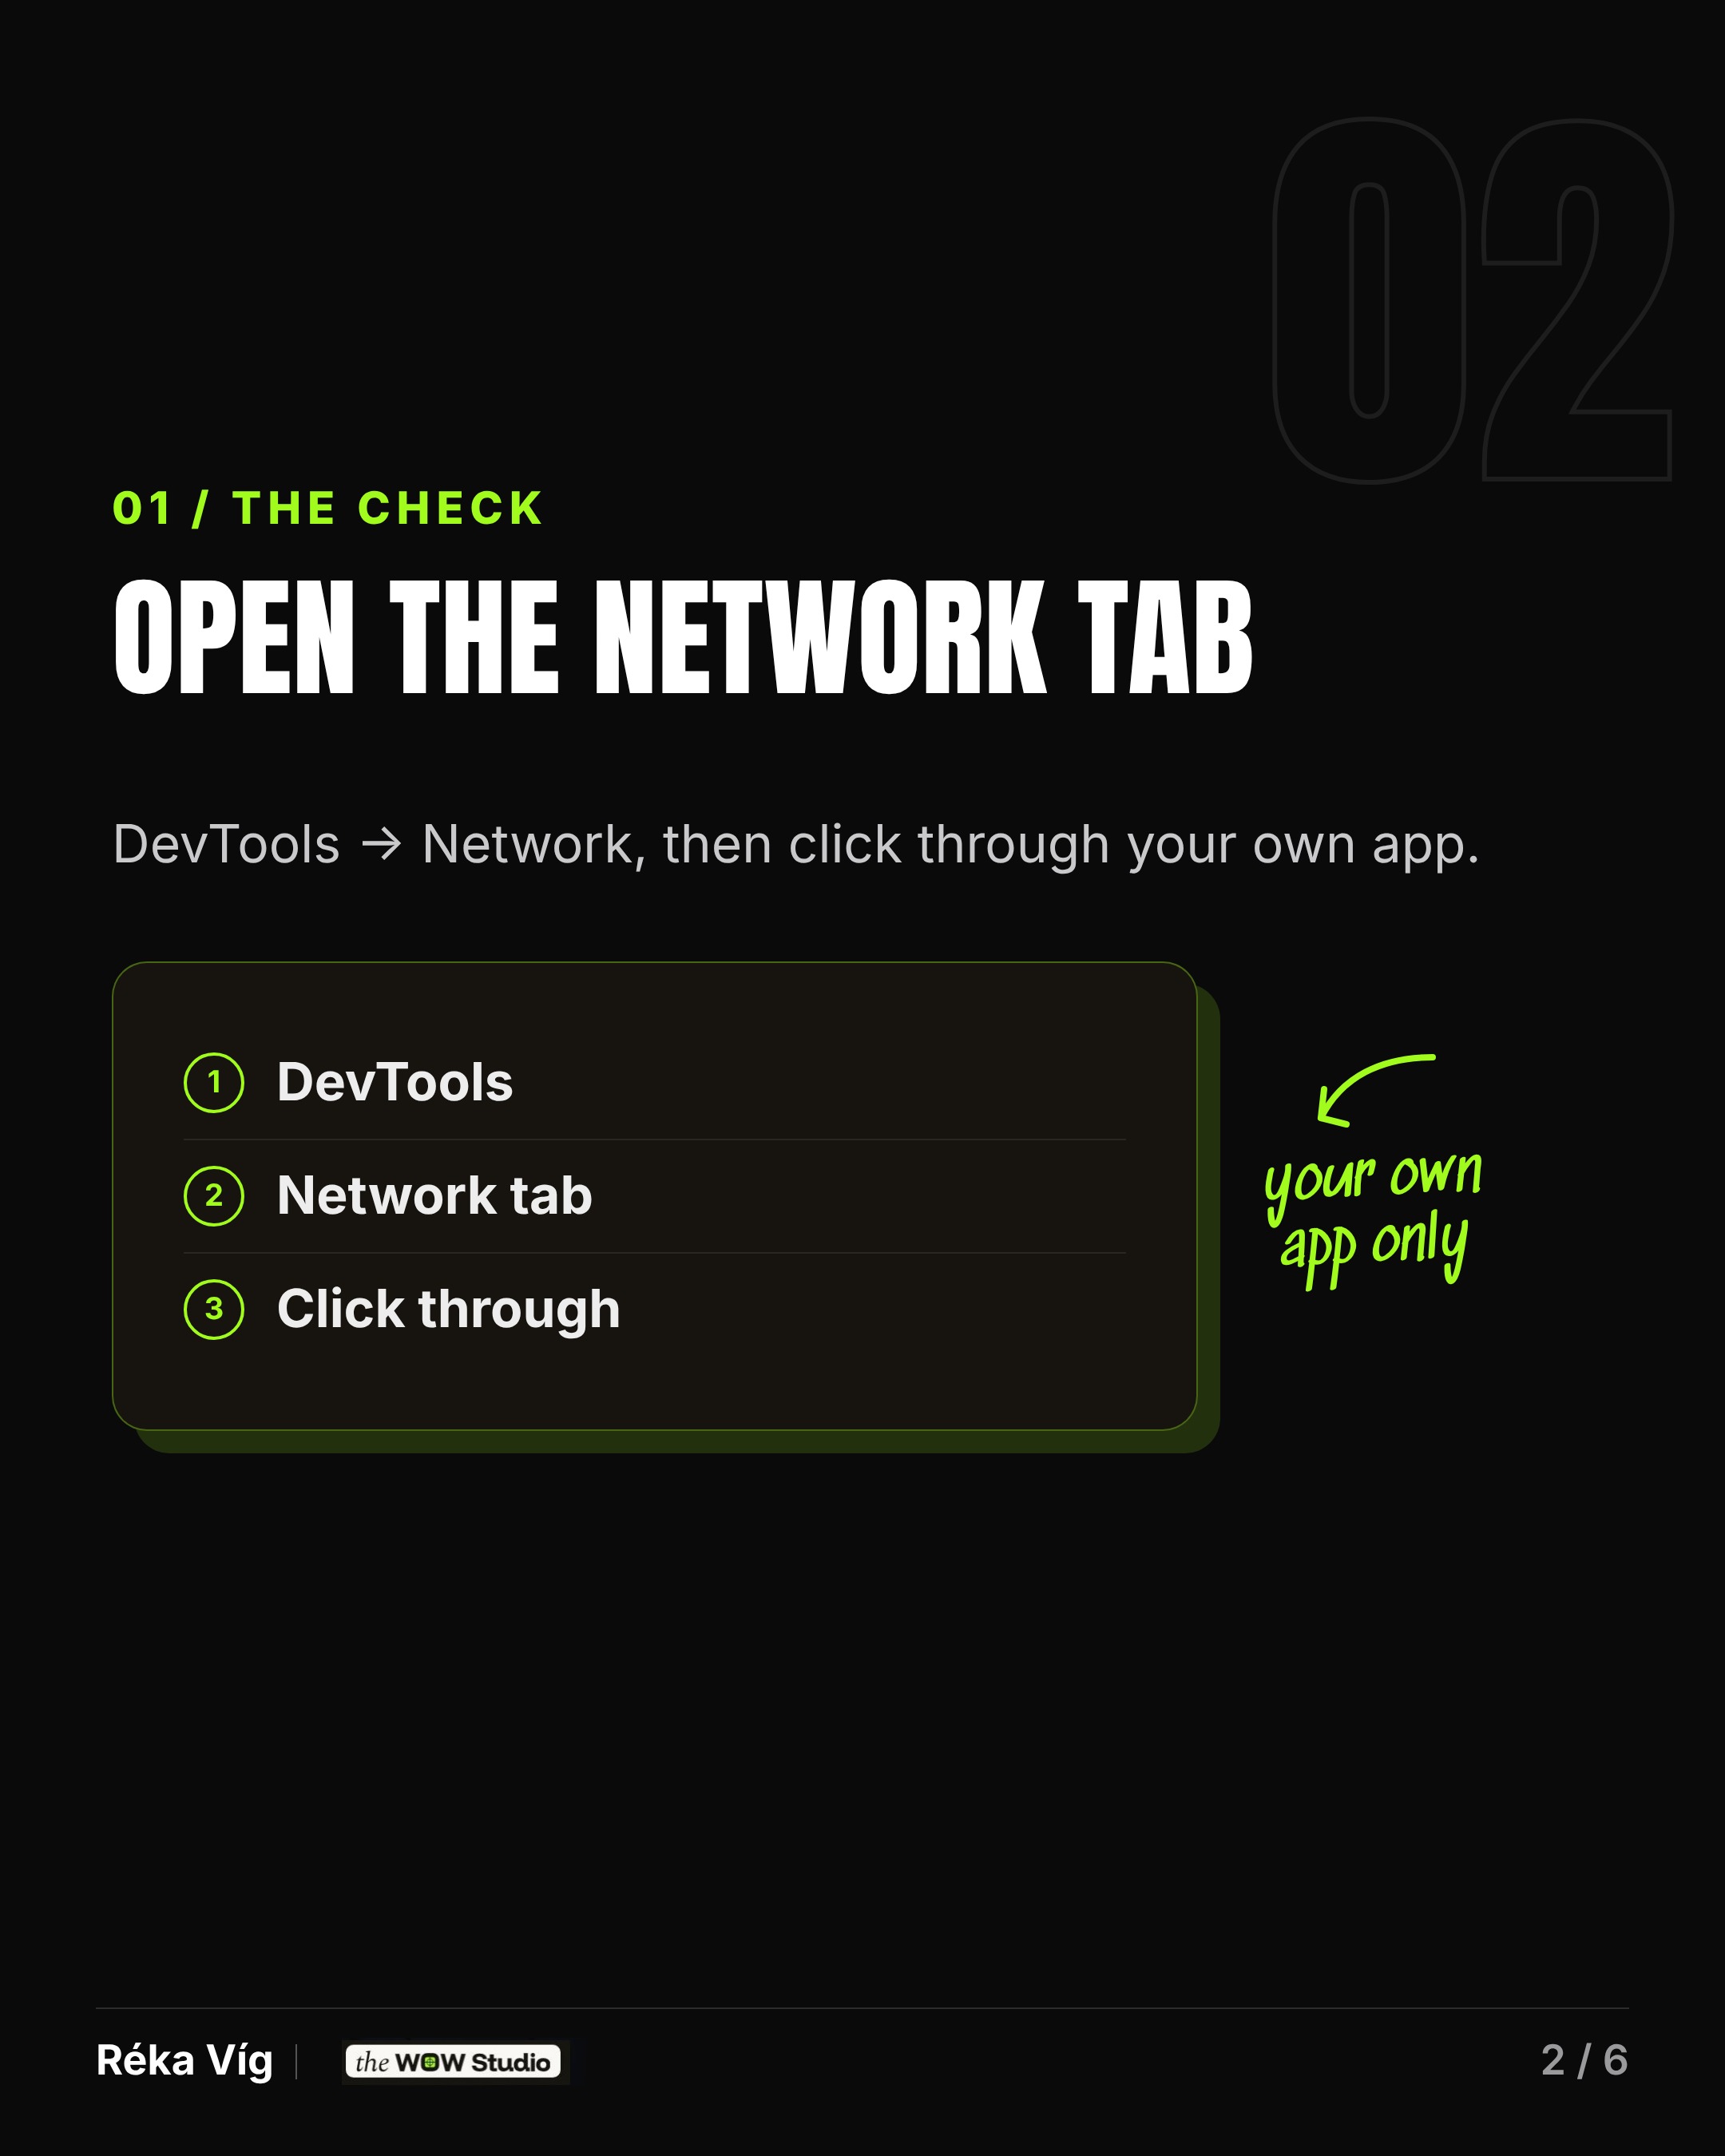 02
01 / THE CHECK
OPEN THE NETWORK TAB
DevTools → Network, then click through your own app.
1 DevTools
2 Network tab
3 Click through
your own
app only
Réka Víg
the WOW Studio
2 / 6